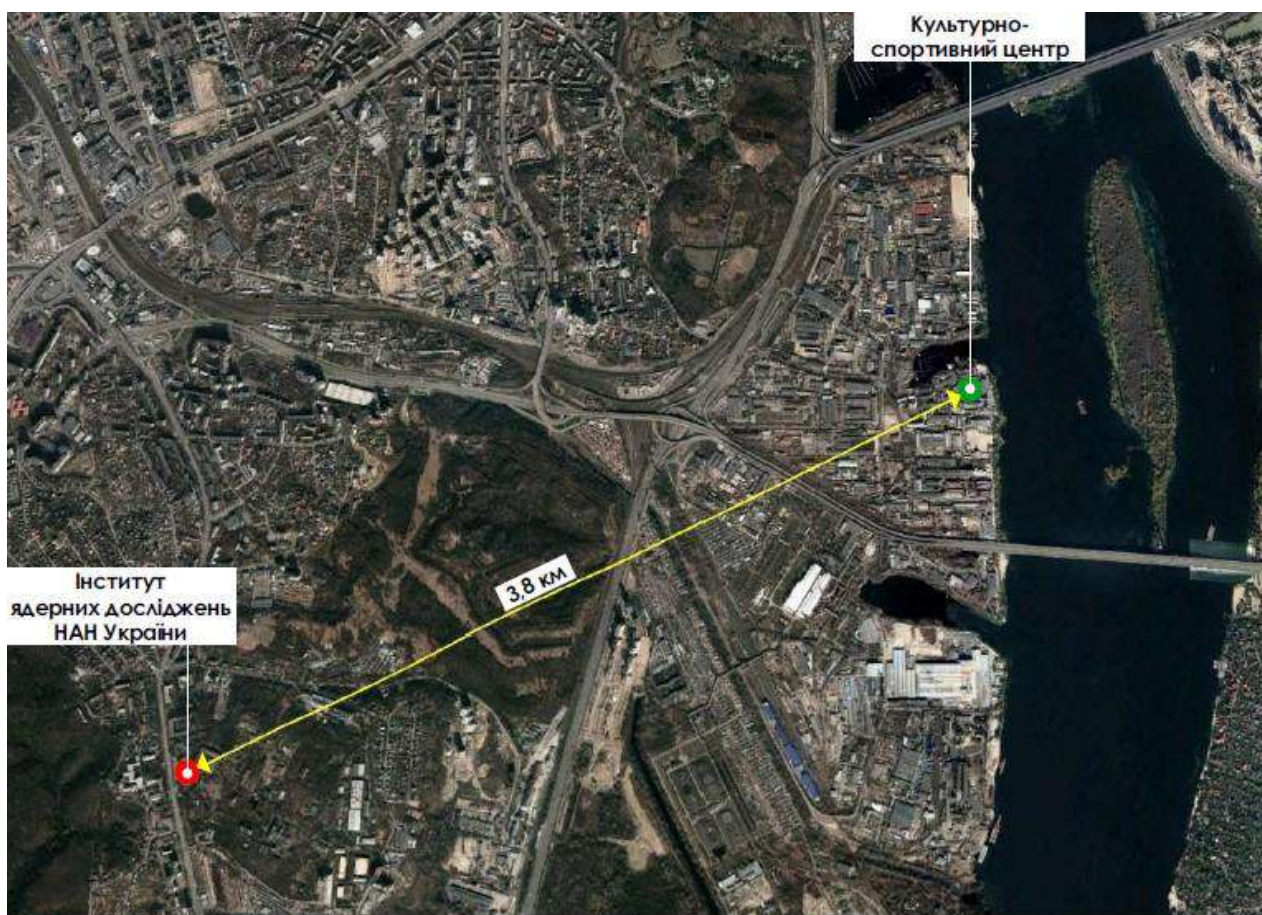 Культурно-
спортивний центр
3,8 км
Інститут
ядерних досліджень
НАН України